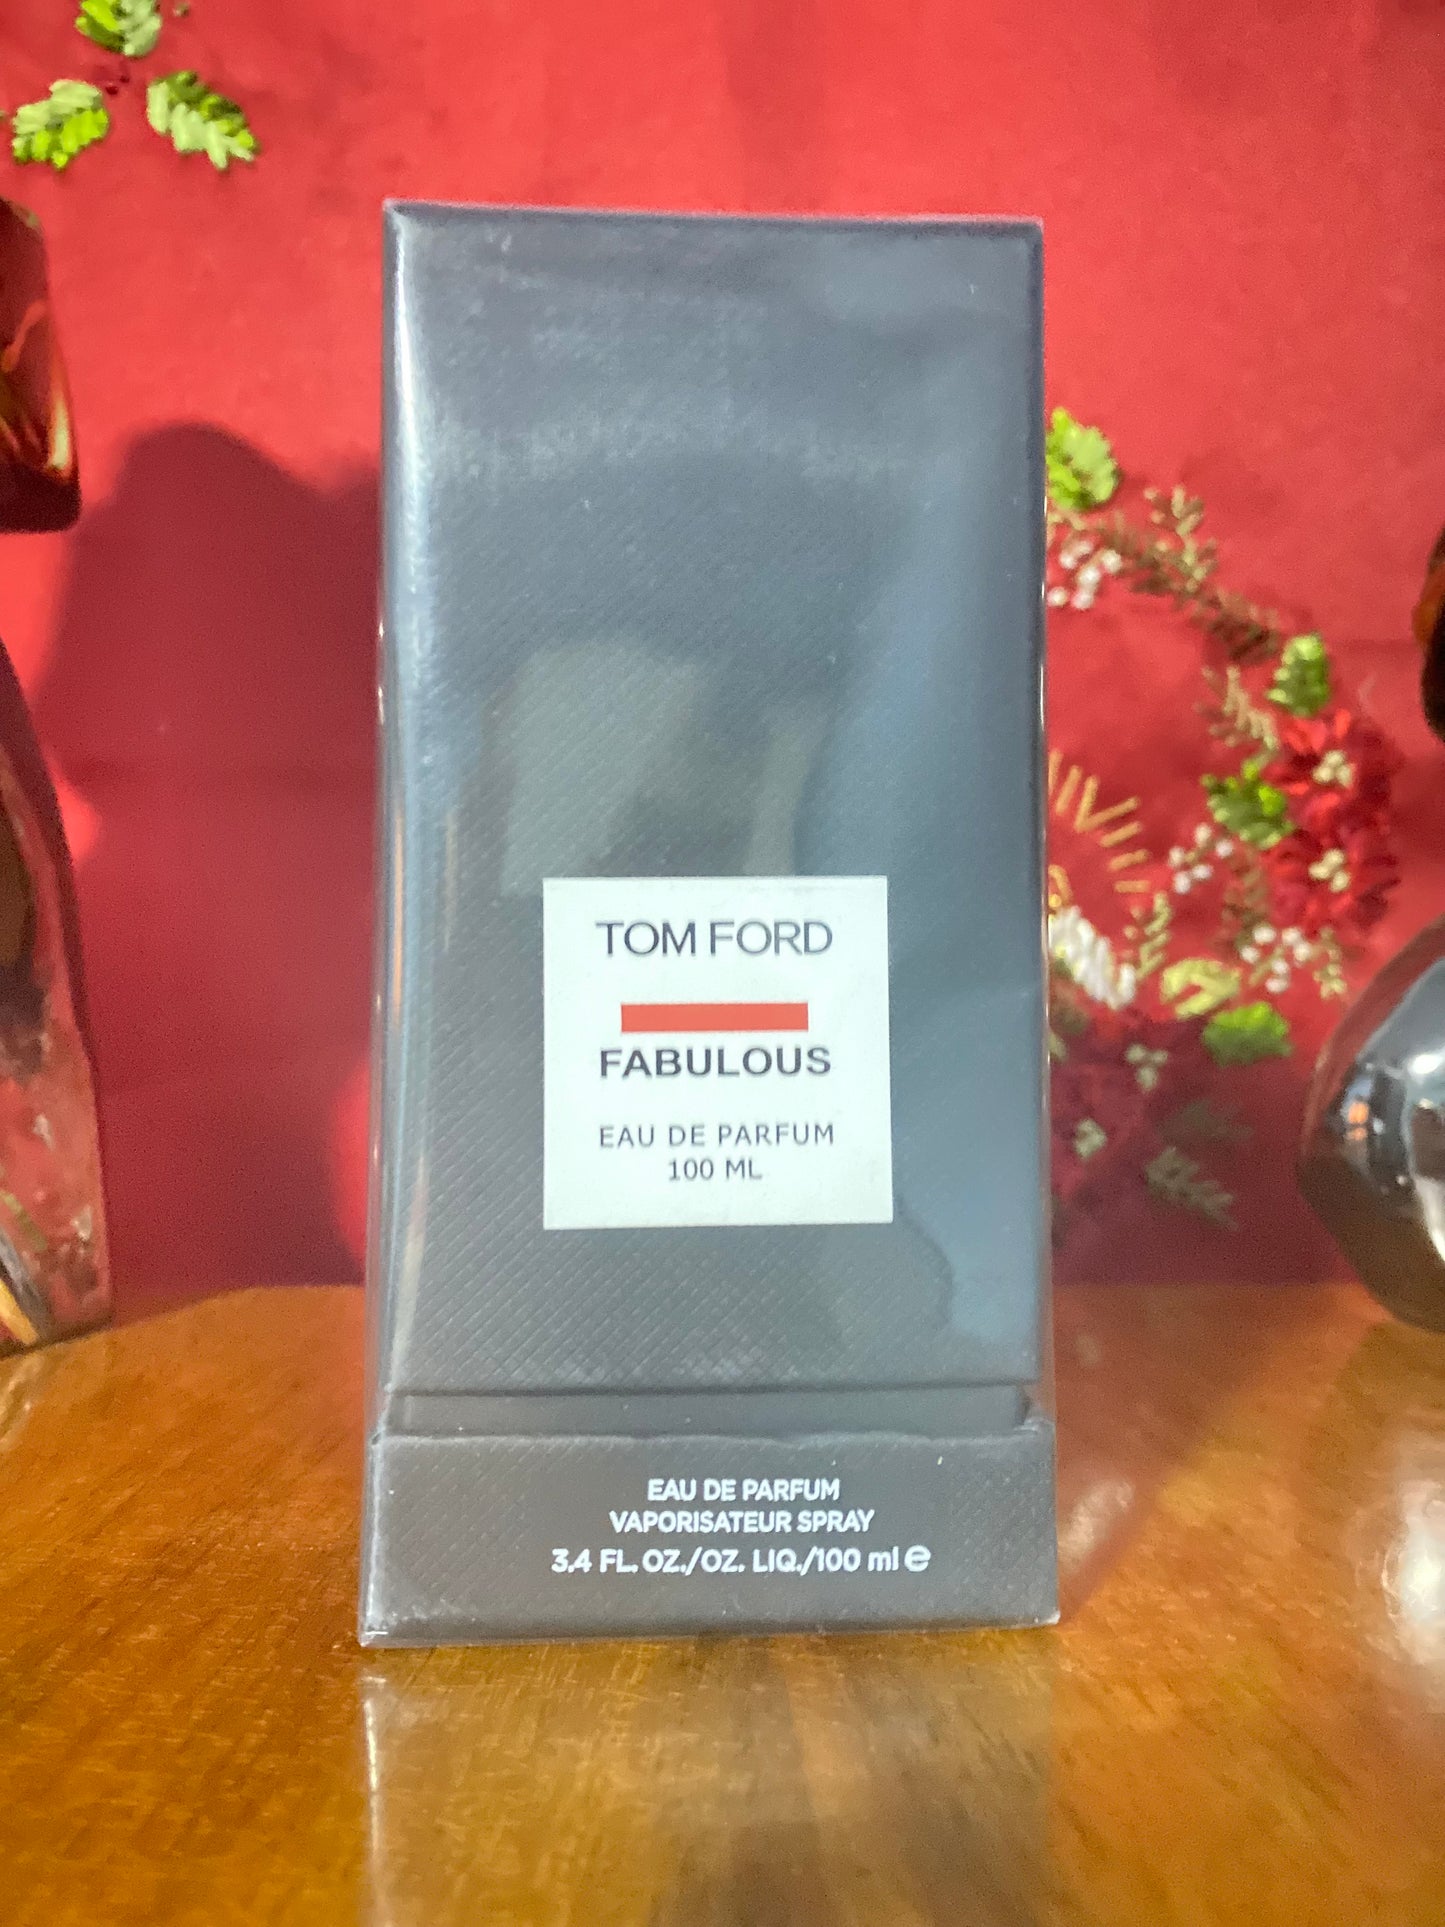 TOM FORD
FABULOUS
EAU DE PARFUM
100 ML
EAU DE PARFUM
VAPORISATEUR SPRAY
3.4 FL. OZ./OZ. LIQ./100 ml ℮